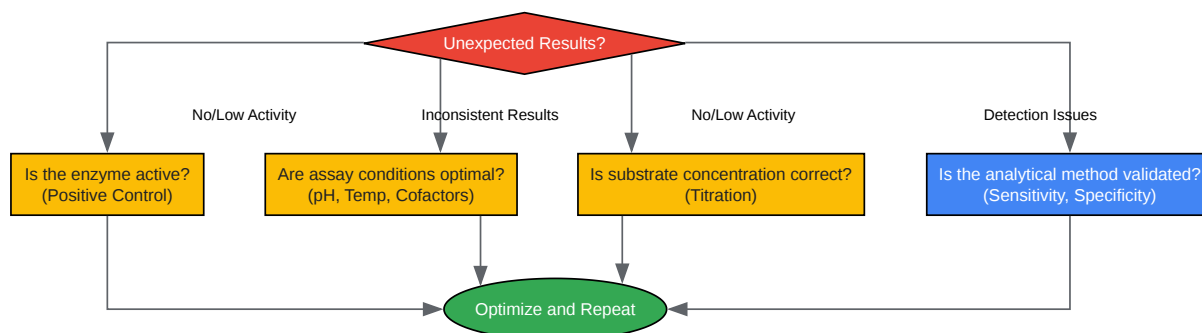 Unexpected Results?
No/Low Activity
Inconsistent Results
No/Low Activity
Detection Issues
Is the enzyme active?
(Positive Control)
Are assay conditions optimal?
(pH, Temp, Cofactors)
Is substrate concentration correct?
(Titration)
Is the analytical method validated?
(Sensitivity, Specificity)
Optimize and Repeat